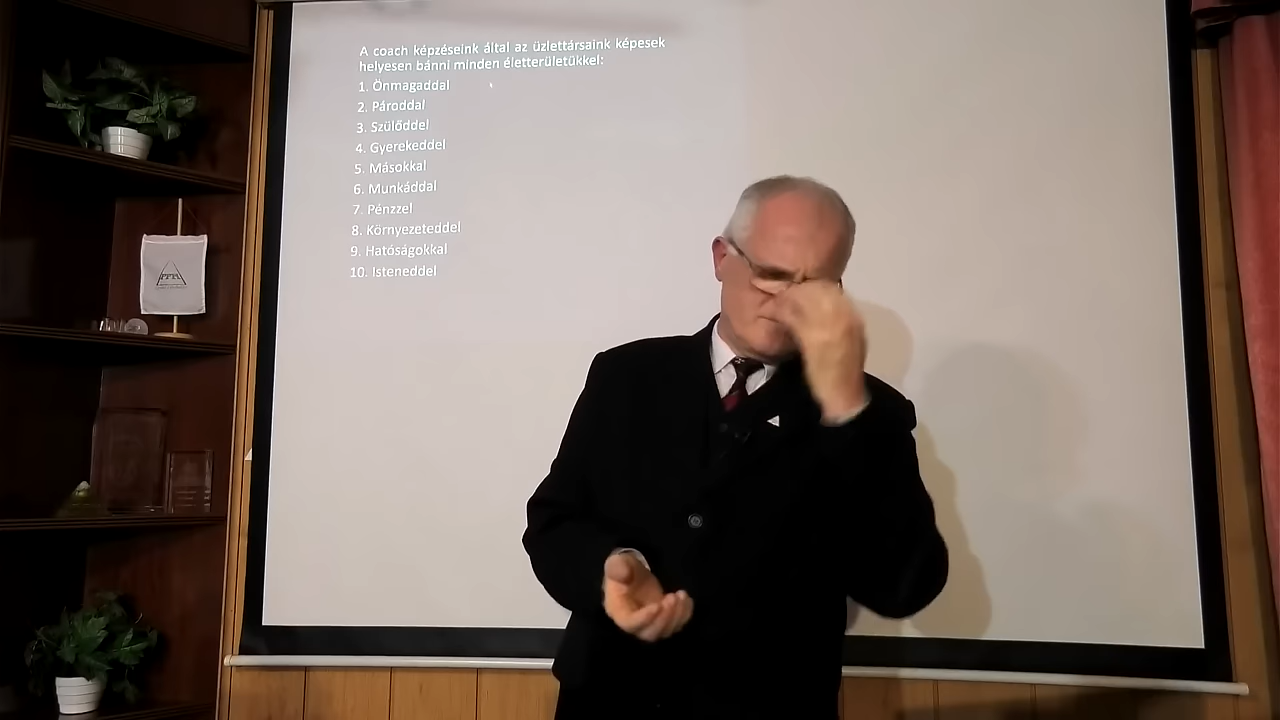 A coach képzéseink által az üzlettársaink képesek
helyesen bánni minden életterületükkel:
1. Önmagaddal
2. Pároddal
3. Szülőddel
4. Gyerekeddel
5. Másokkal
6. Munkáddal
7. Pénzzel
8. Környezeteddel
9. Hatóságokkal
10. Isteneddel